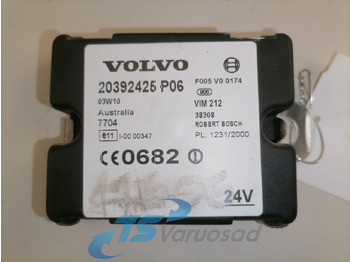 VOLVO
20392425 P06
03W10
Australia
7704
e11 I-00 00347
CE0682
F005 V0 0174
VIM 212
38308
ROBERT BOSCH
PL: 1231/2000
24V
TS Varuosad